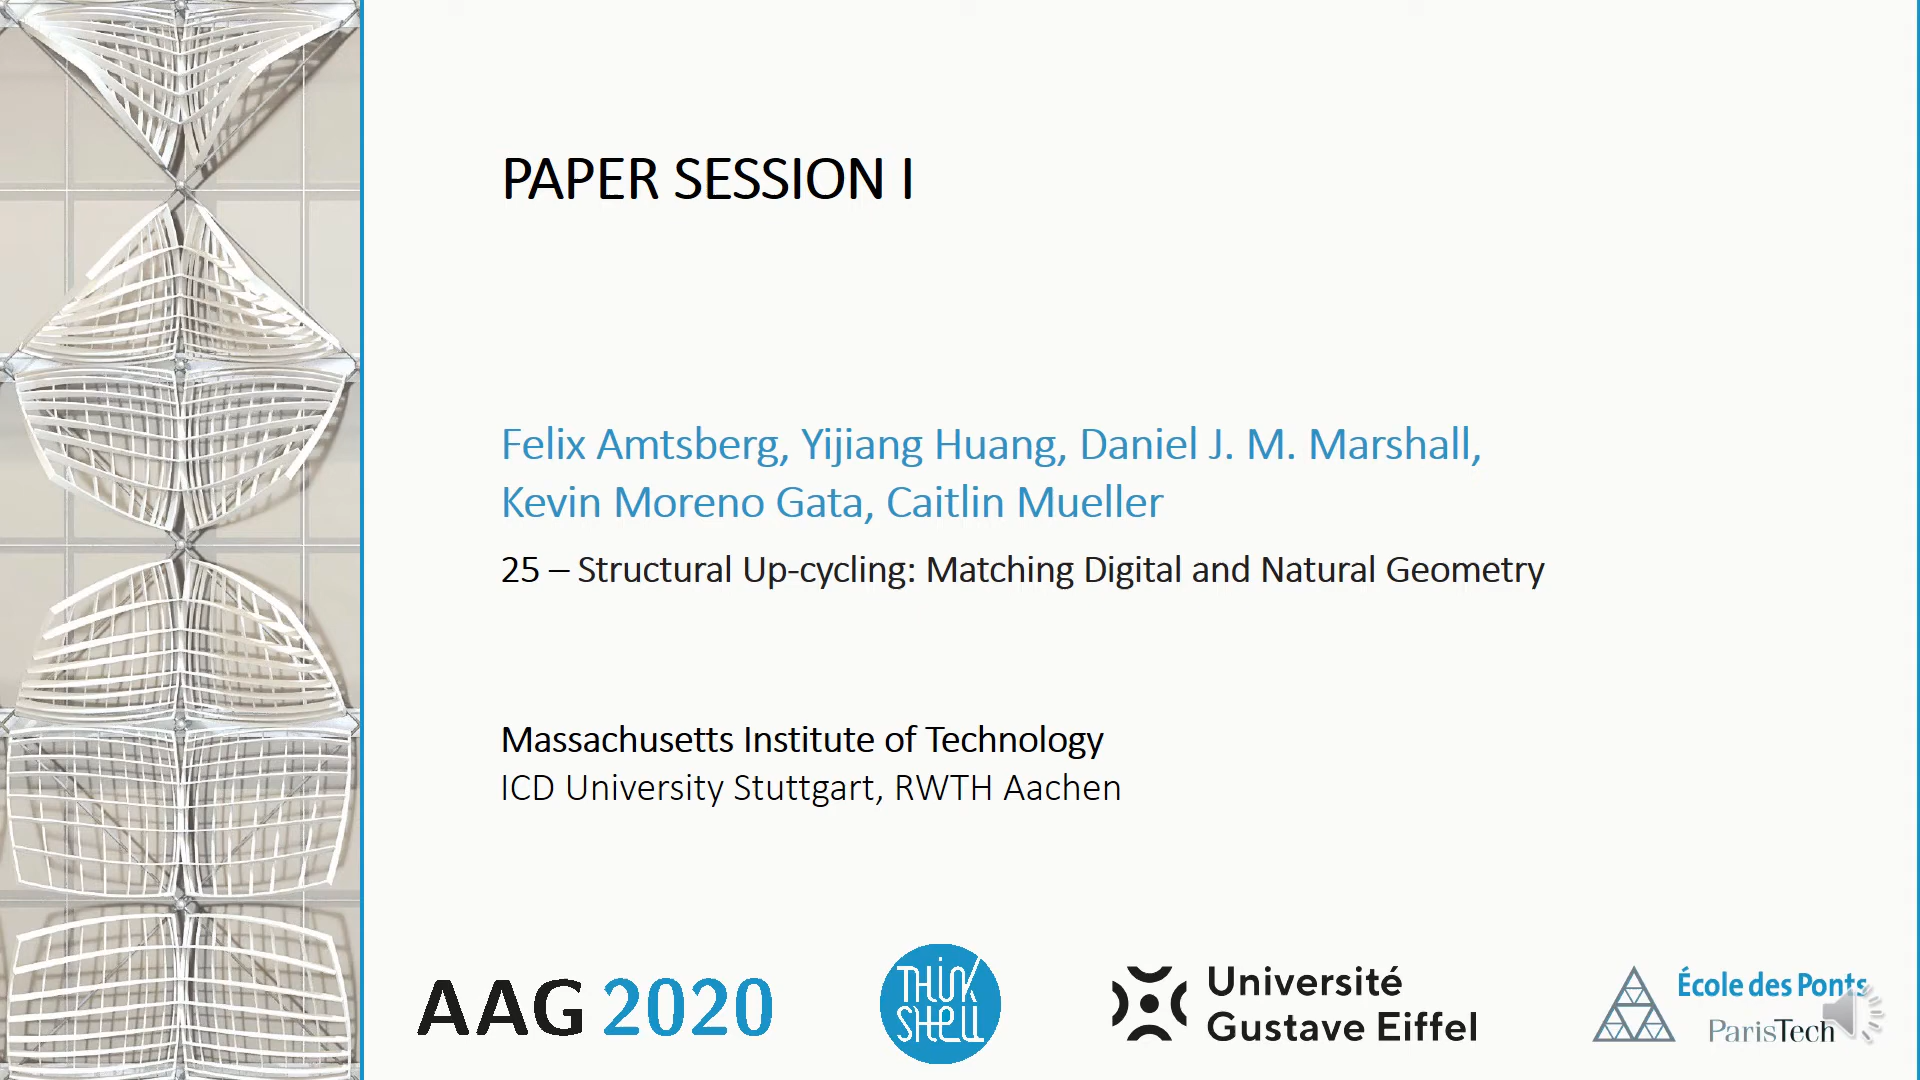 PAPER SESSION I
Felix Amtsberg, Yijiang Huang, Daniel J. M. Marshall,
Kevin Moreno Gata, Caitlin Mueller
25 – Structural Up-cycling: Matching Digital and Natural Geometry
Massachusetts Institute of Technology
ICD University Stuttgart, RWTH Aachen
AAG 2020
THINK
SHELL
Université
Gustave Eiffel
École des Ponts
ParisTech